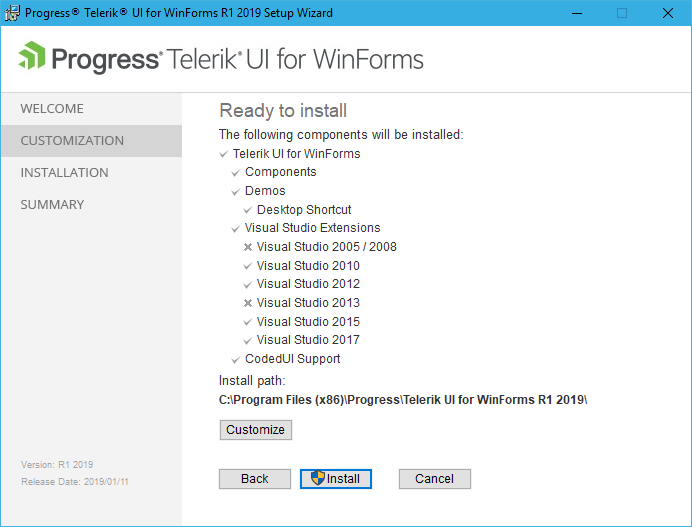 Progress® Telerik® UI for WinForms R1 2019 Setup Wizard
Progress® Telerik® UI for WinForms
WELCOME
CUSTOMIZATION
INSTALLATION
SUMMARY
Version: R1 2019
Release Date: 2019/01/11
Ready to install
The following components will be installed:
Telerik UI for WinForms
Components
Demos
Desktop Shortcut
Visual Studio Extensions
Visual Studio 2005 / 2008
Visual Studio 2010
Visual Studio 2012
Visual Studio 2013
Visual Studio 2015
Visual Studio 2017
CodedUI Support
Install path:
C:\Program Files (x86)\Progress\Telerik UI for WinForms R1 2019\
Customize
Back Install Cancel